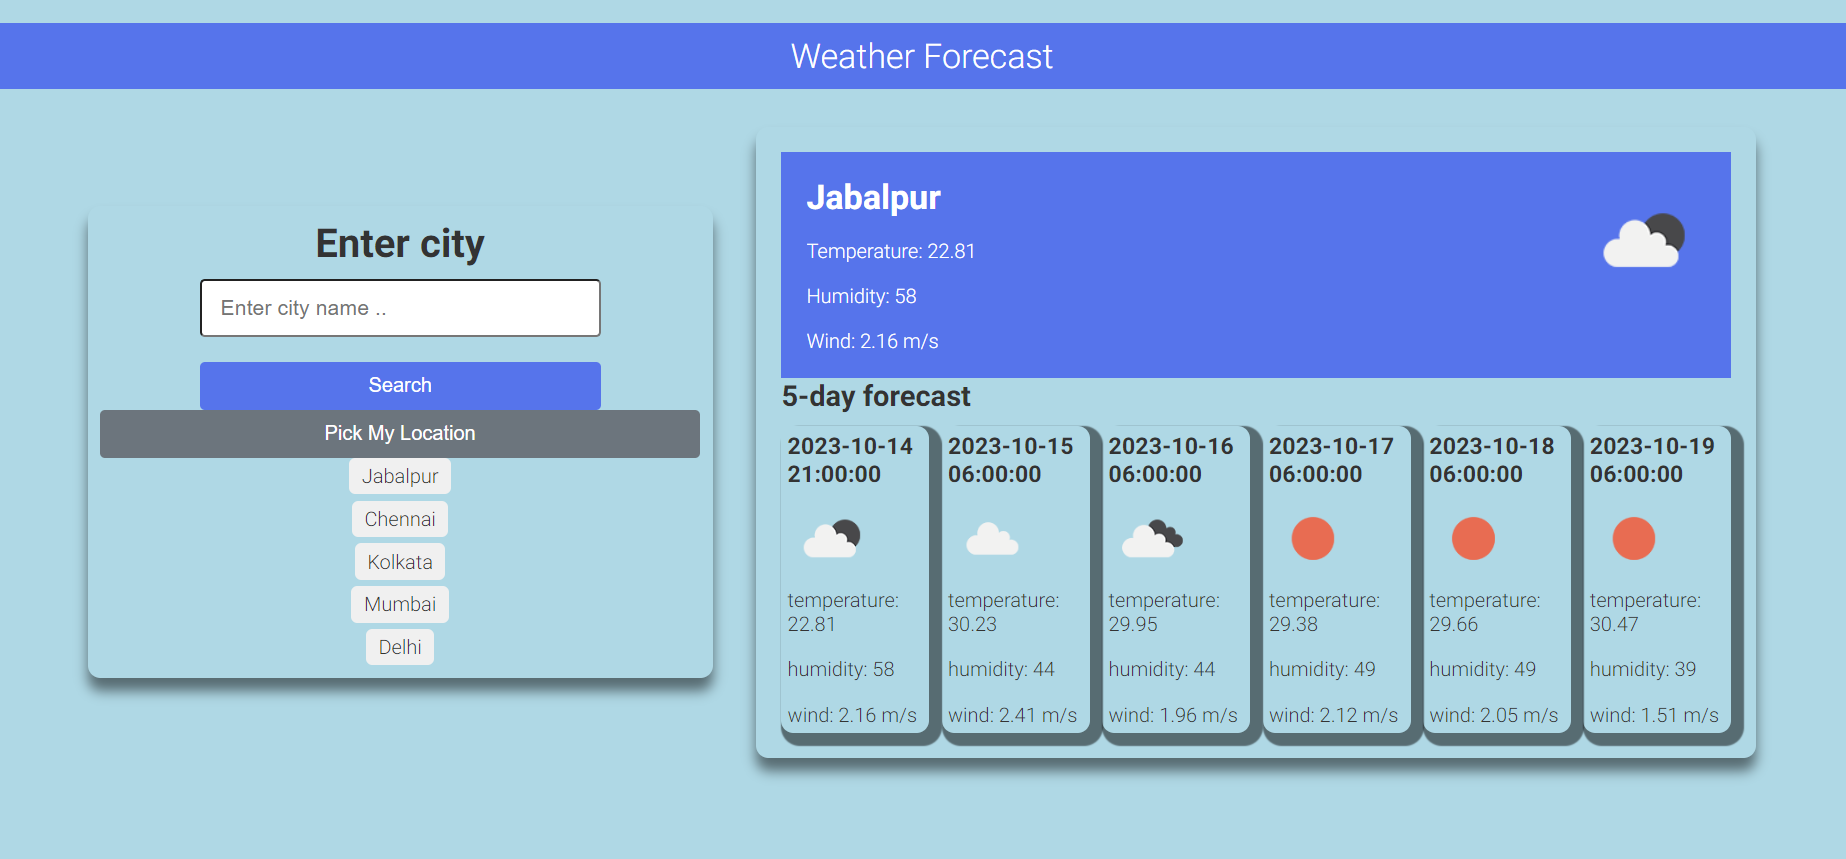 Weather Forecast
Enter city
Enter city name ..
Search
Pick My Location
Jabalpur
Chennai
Kolkata
Mumbai
Delhi
Jabalpur
Temperature: 22.81
Humidity: 58
Wind: 2.16 m/s
5-day forecast
2023-10-14
21:00:00
temperature:
22.81
humidity: 58
wind: 2.16 m/s
2023-10-15
06:00:00
temperature:
30.23
humidity: 44
wind: 2.41 m/s
2023-10-16
06:00:00
temperature:
29.95
humidity: 44
wind: 1.96 m/s
2023-10-17
06:00:00
temperature:
29.38
humidity: 49
wind: 2.12 m/s
2023-10-18
06:00:00
temperature:
29.66
humidity: 49
wind: 2.05 m/s
2023-10-19
06:00:00
temperature:
30.47
humidity: 39
wind: 1.51 m/s